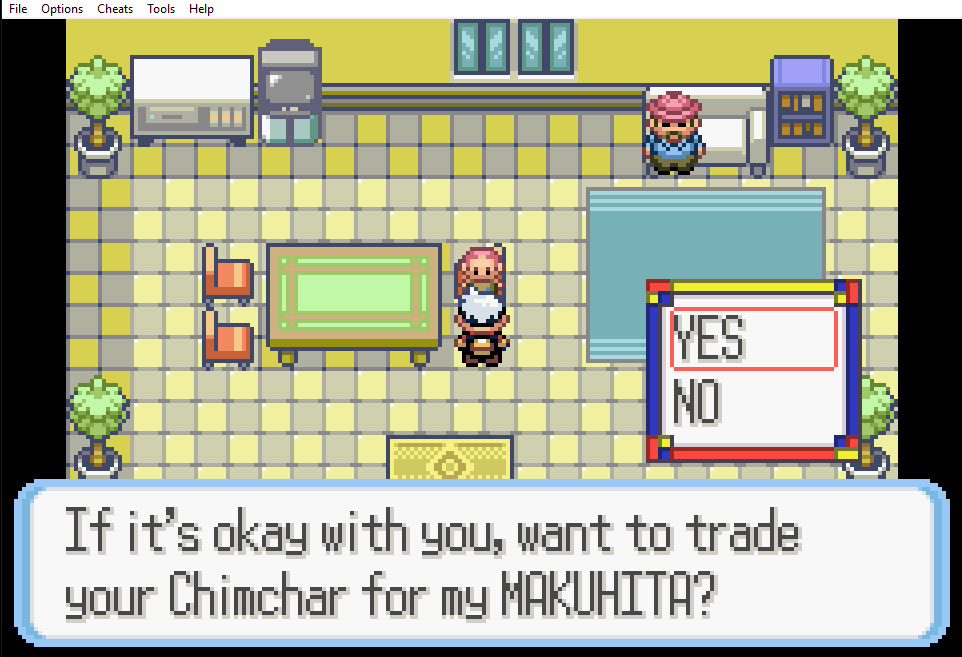 File Options Cheats Tools Help
YES
NO
If it's okay with you, want to trade
your Chimchar for my MAKUHITA?